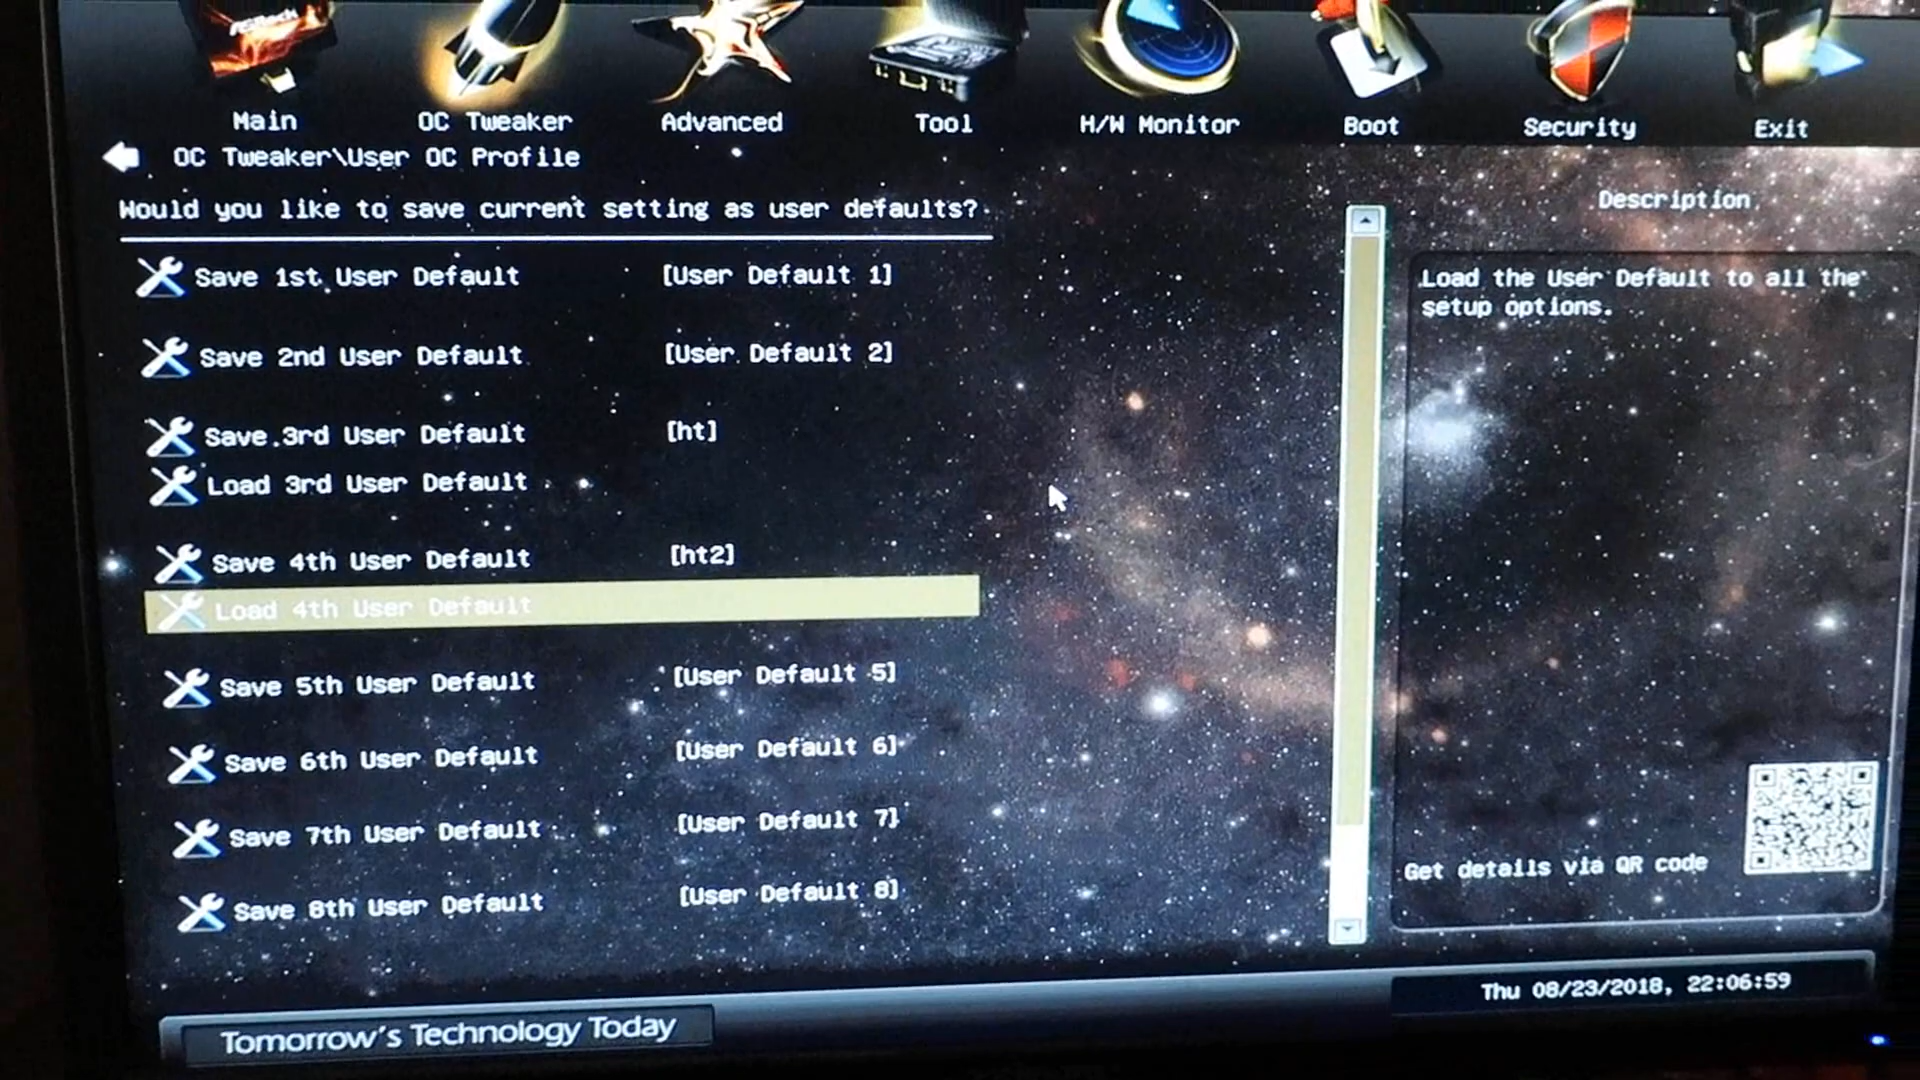 ASRock
Main OC Tweaker Advanced Tool H/W Monitor Boot Security Exit
OC Tweaker\User OC Profile
Would you like to save current setting as user defaults?
Save 1st User Default [User Default 1]
Save 2nd User Default [User Default 2]
Save 3rd User Default [ht]
Load 3rd User Default
Save 4th User Default [ht2]
Load 4th User Default
Save 5th User Default [User Default 5]
Save 6th User Default [User Default 6]
Save 7th User Default [User Default 7]
Save 8th User Default [User Default 8]
Description
Load the User Default to all the
setup options.
Get details via QR code
Thu 08/23/2018, 22:06:59
Tomorrow's Technology Today